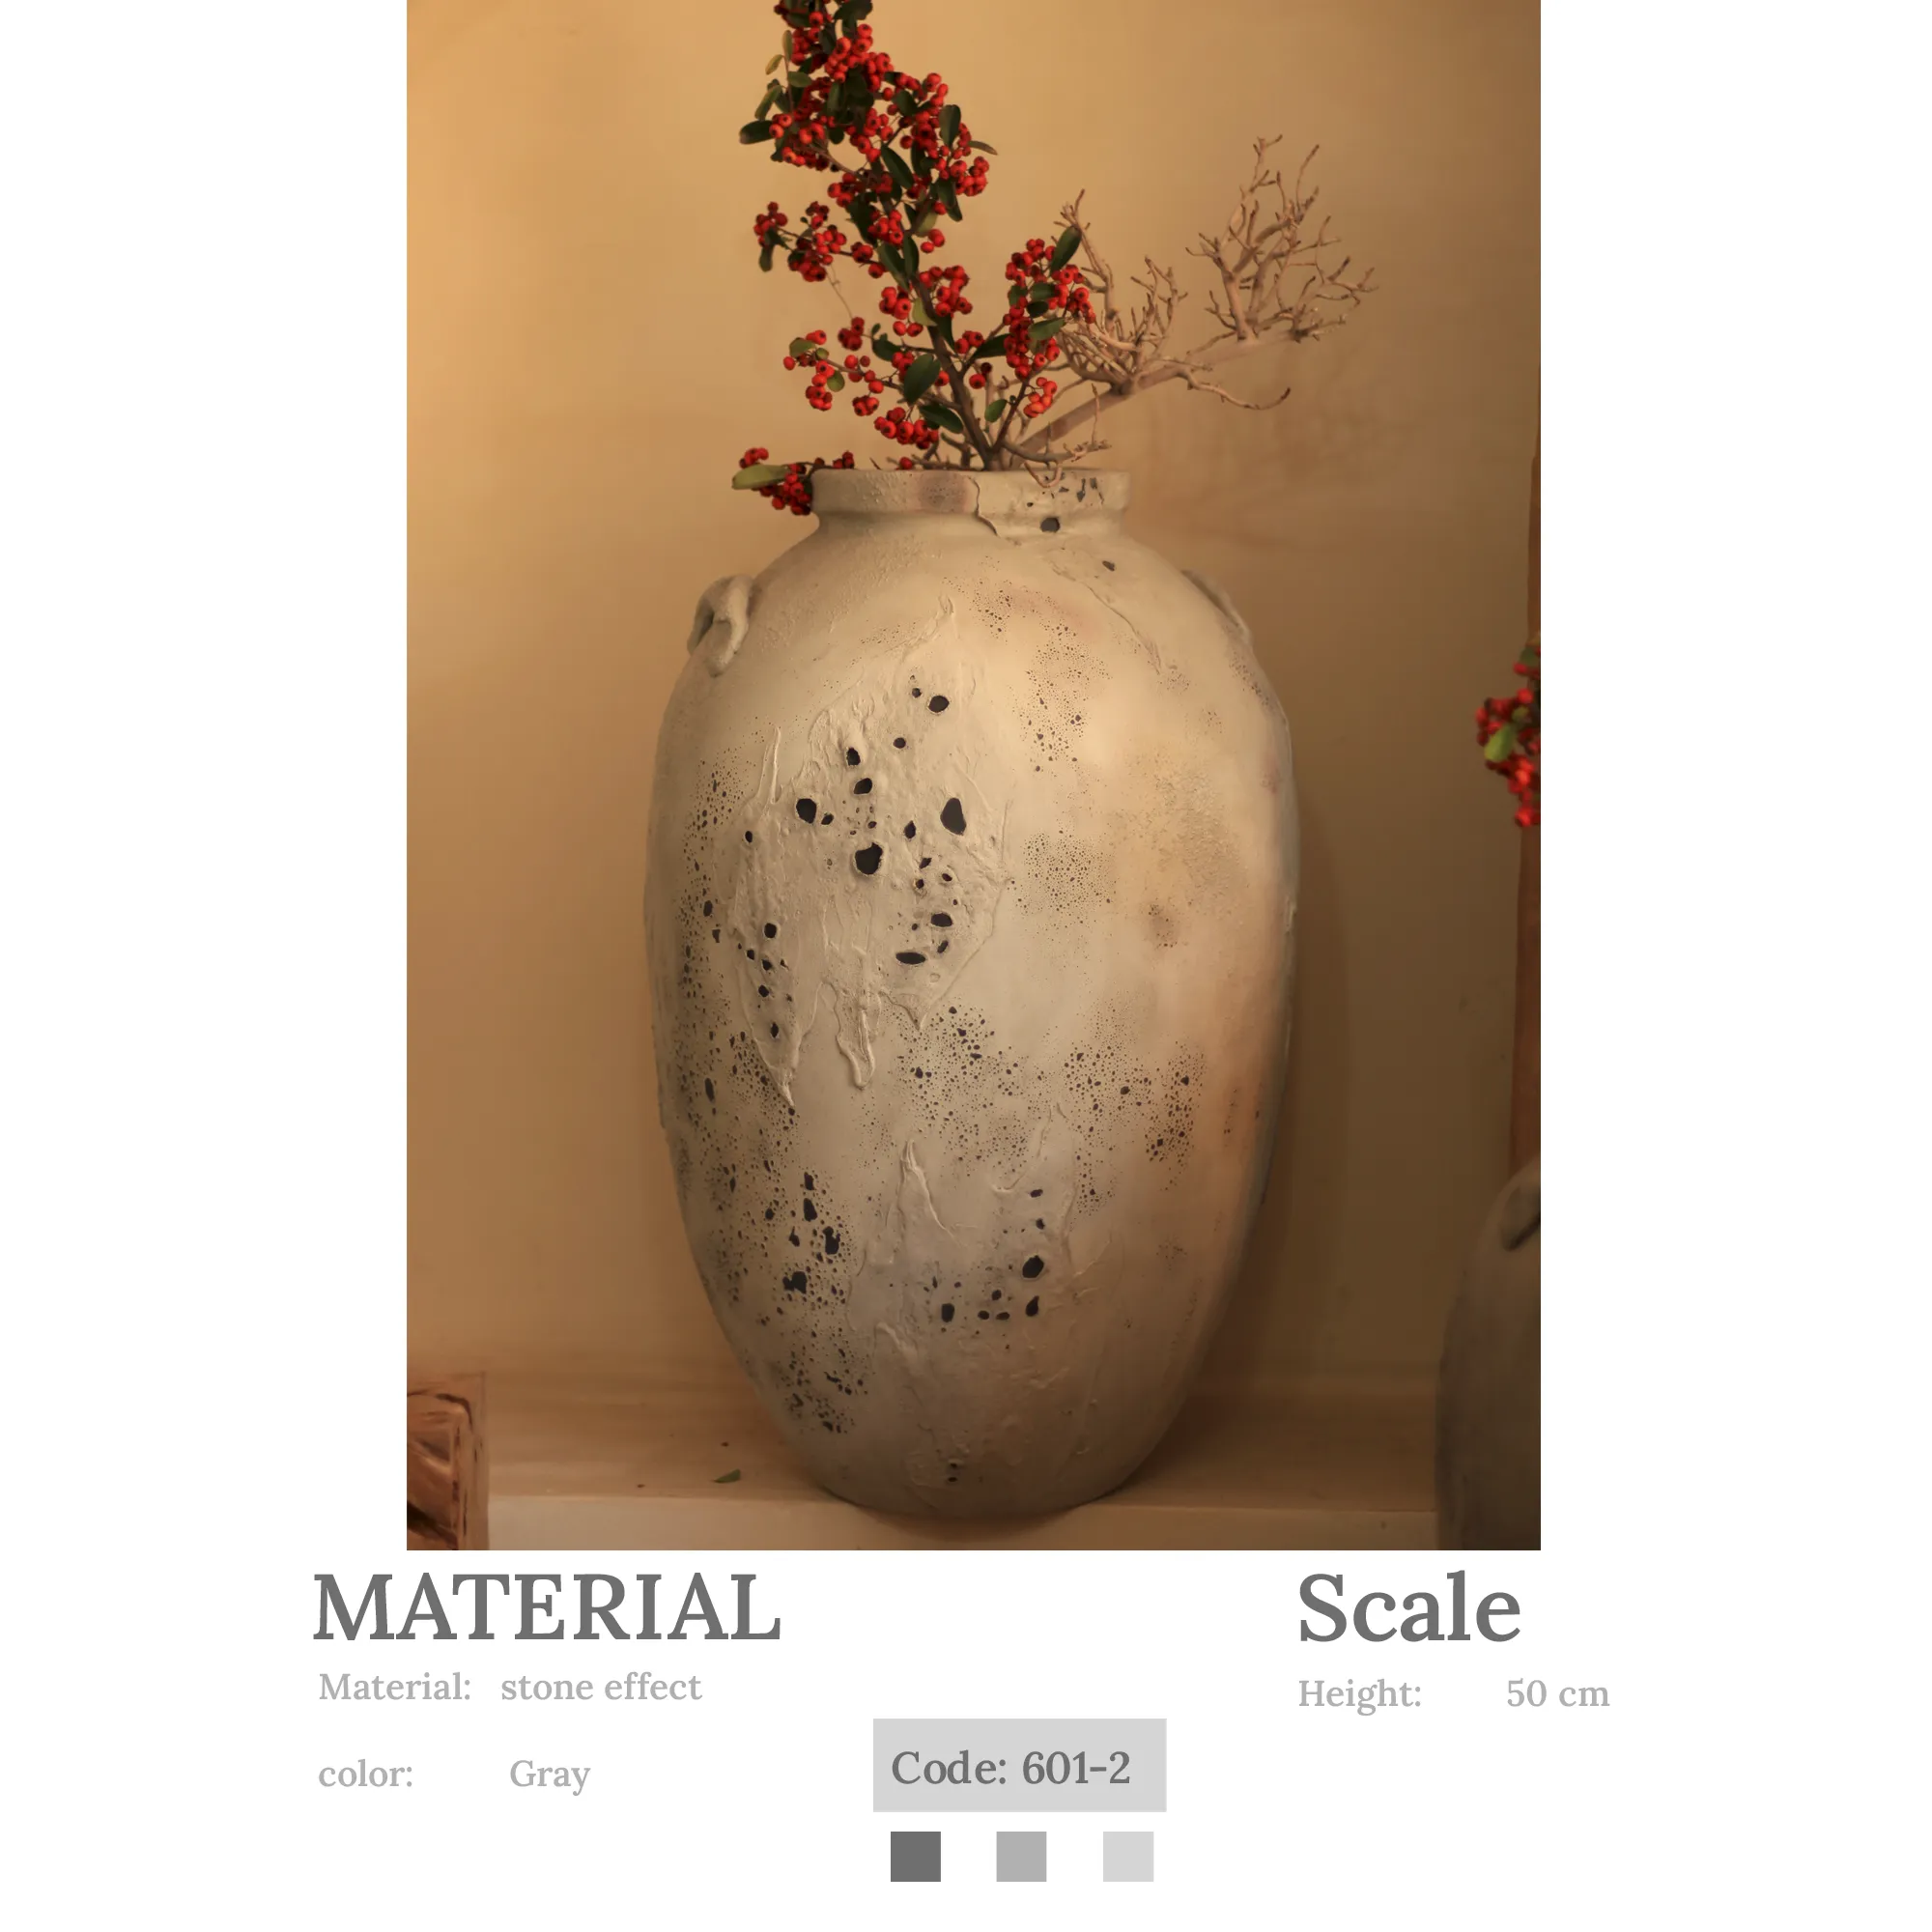 MATERIAL
Material: stone effect
color: Gray
Code: 601-2
Scale
Height: 50 cm